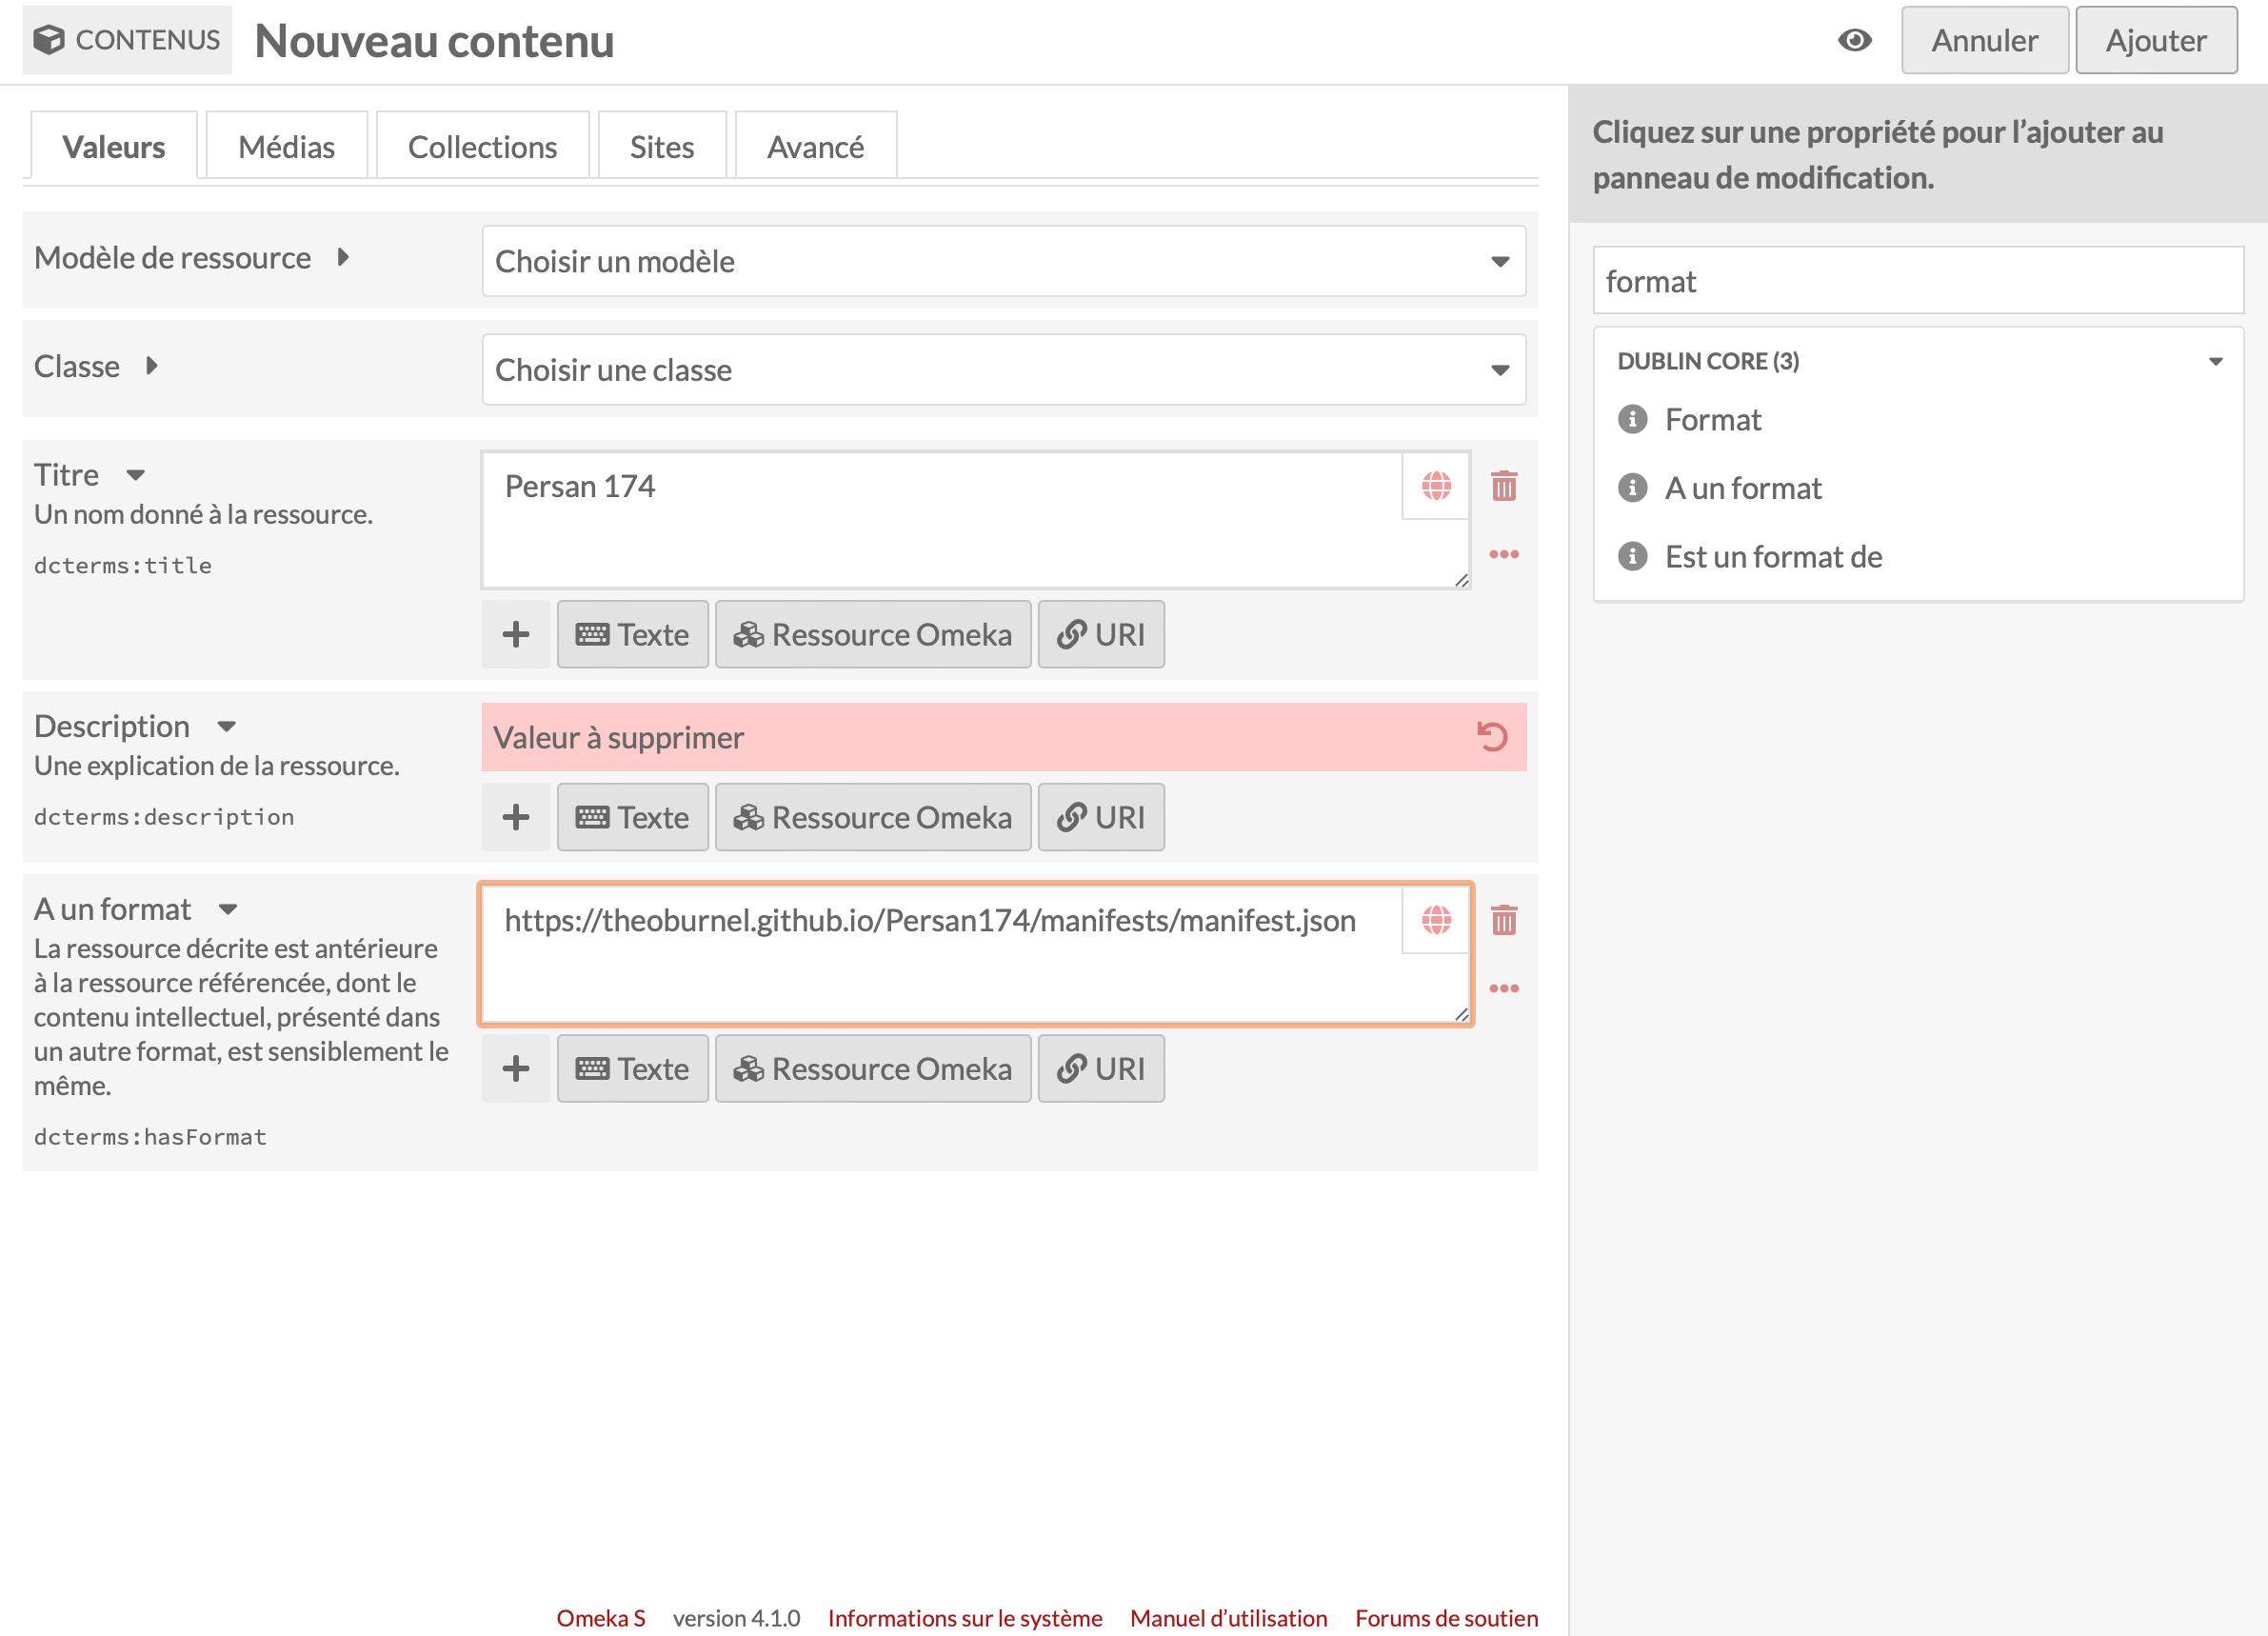 CONTENUS Nouveau contenu Annuler Ajouter
Valeurs Médias Collections Sites Avancé
Modèle de ressource Choisir un modèle
Classe Choisir une classe
Titre
Un nom donné à la ressource.
dcterms:title
Persan 174
Texte Ressource Omeka URI
Description
Une explication de la ressource.
dcterms:description
Valeur à supprimer
Texte Ressource Omeka URI
A un format
La ressource décrite est antérieure
à la ressource référencée, dont le
contenu intellectuel, présenté dans
un autre format, est sensiblement le
même.
dcterms:hasFormat
https://theoburnel.github.io/Persan174/manifests/manifest.json
Texte Ressource Omeka URI
Cliquez sur une propriété pour l’ajouter au
panneau de modification.
format
DUBLIN CORE (3)
Format
A un format
Est un format de
Omeka S version 4.1.0 Informations sur le système Manuel d’utilisation Forums de soutien